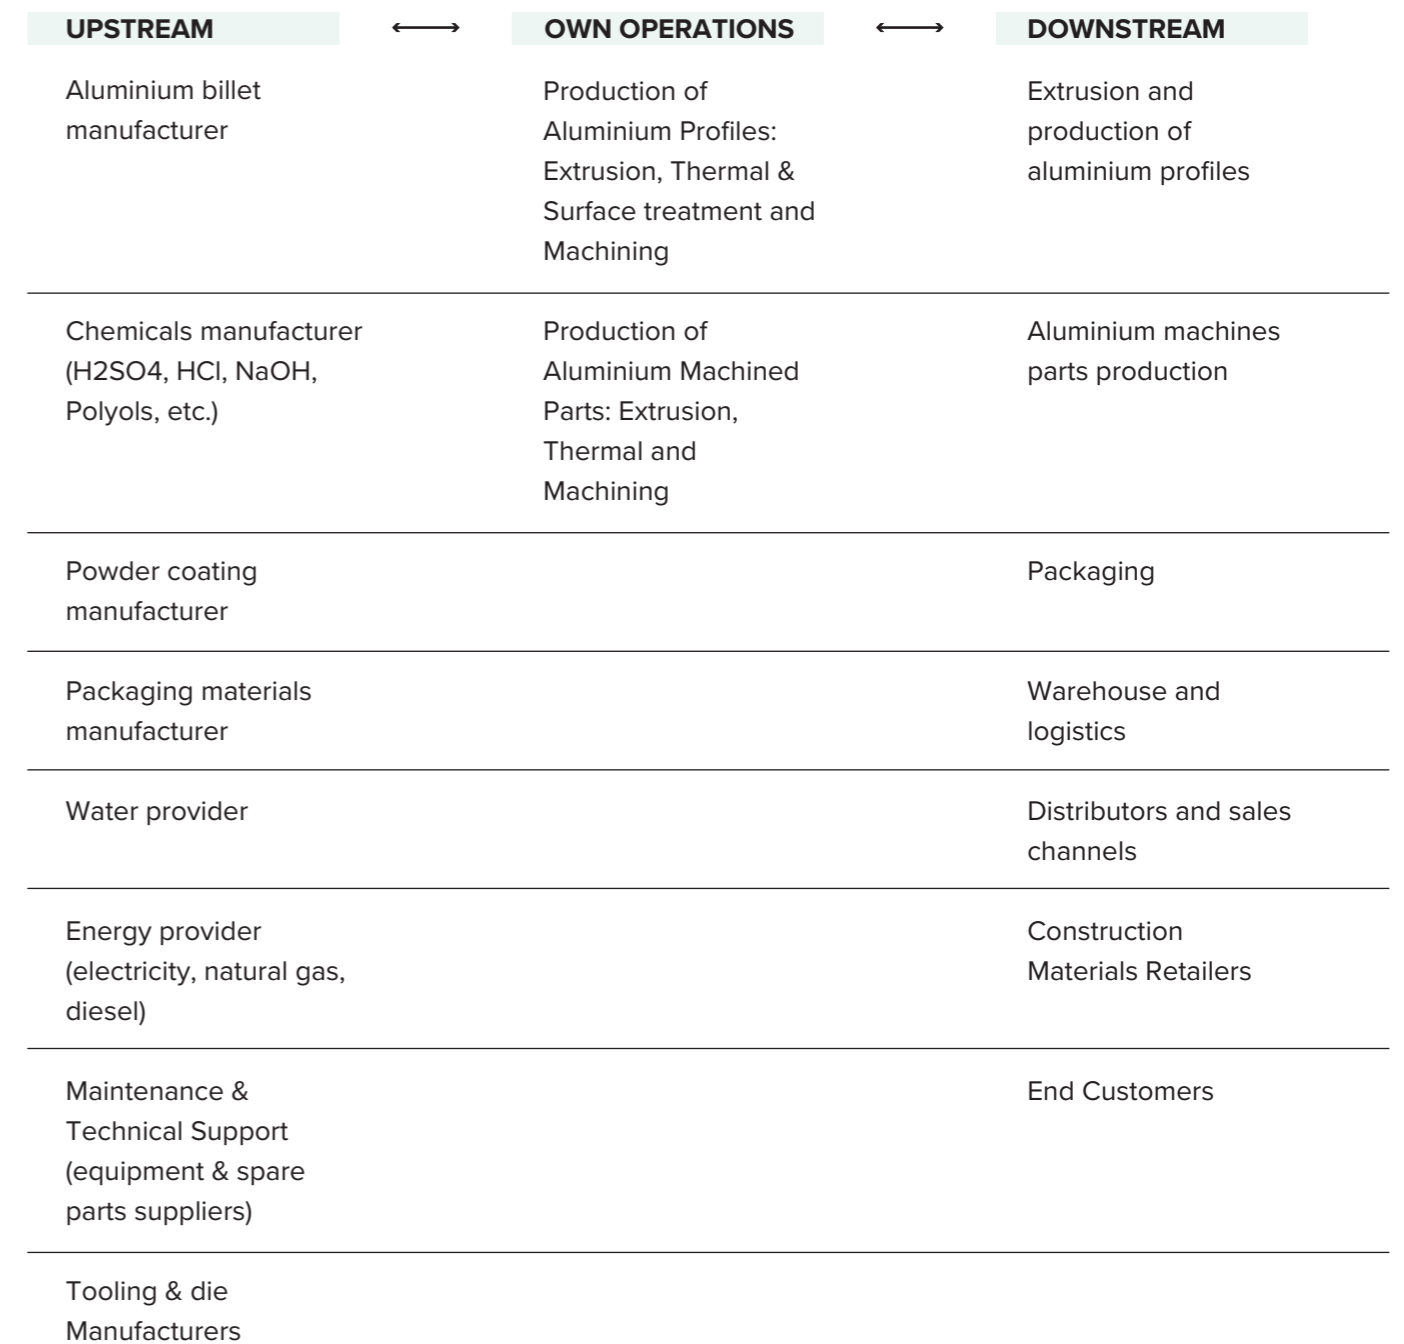 UPSTREAM ⟷ OWN OPERATIONS ⟷ DOWNSTREAM
Aluminium billet
manufacturer
Production of
Aluminium Profiles:
Extrusion, Thermal &
Surface treatment and
Machining
Extrusion and
production of
aluminium profiles
Chemicals manufacturer
(H2SO4, HCl, NaOH,
Polyols, etc.)
Production of
Aluminium Machined
Parts: Extrusion,
Thermal and
Machining
Aluminium machines
parts production
Powder coating
manufacturer
Packaging
Packaging materials
manufacturer
Warehouse and
logistics
Water provider
Distributors and sales
channels
Energy provider
(electricity, natural gas,
diesel)
Construction
Materials Retailers
Maintenance &
Technical Support
(equipment & spare
parts suppliers)
End Customers
Tooling & die
Manufacturers